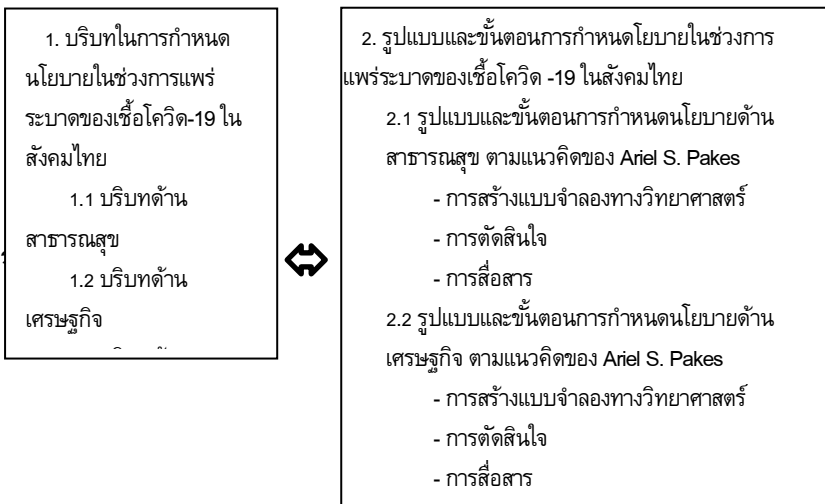 1. บริบทในการกำหนด
นโยบายในช่วงการแพร่
ระบาดของเชื้อโควิด-19 ใน
สังคมไทย
1.1 บริบทด้าน
สาธารณสุข
1.2 บริบทด้าน
เศรษฐกิจ
2. รูปแบบและขั้นตอนการกำหนดโยบายในช่วงการ
แพร่ระบาดของเชื้อโควิด -19 ในสังคมไทย
2.1 รูปแบบและขั้นตอนการกำหนดนโยบายด้าน
สาธารณสุข ตามแนวคิดของ Ariel S. Pakes
- การสร้างแบบจำลองทางวิทยาศาสตร์
- การตัดสินใจ
- การสื่อสาร
2.2 รูปแบบและขั้นตอนการกำหนดนโยบายด้าน
เศรษฐกิจ ตามแนวคิดของ Ariel S. Pakes
- การสร้างแบบจำลองทางวิทยาศาสตร์
- การตัดสินใจ
- การสื่อสาร